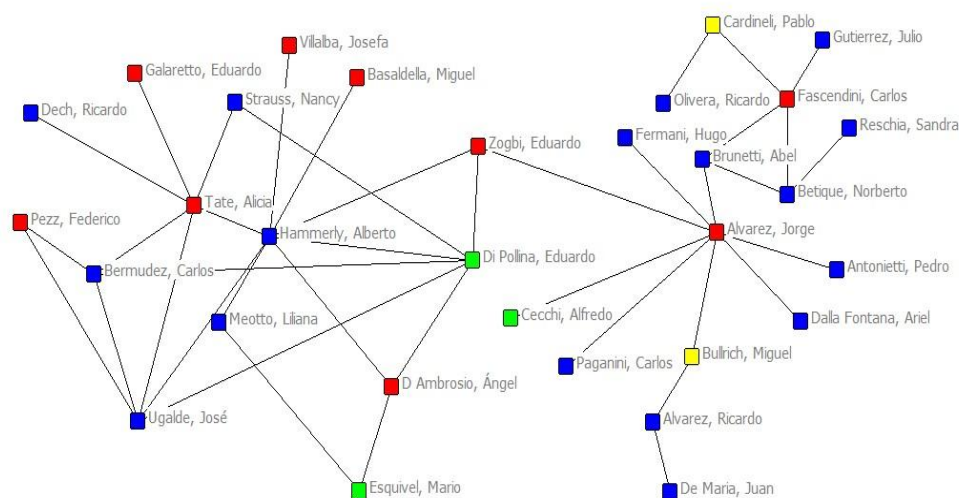 Cardineli, Pablo
Villalba, Josefa
Gutierrez, Julio
Galaretto, Eduardo
Basaldella, Miguel
Strauss, Nancy
Fascendini, Carlos
Olivera, Ricardo
Dech, Ricardo
Reschia, Sandra
Fermani, Hugo
Zogbi, Eduardo
Brunetti, Abel
Betique, Norberto
Tate, Alicia
Pezz, Federico
Alvarez, Jorge
Hammerly, Alberto
Di Pollina, Eduardo
Antonietti, Pedro
Bermudez, Carlos
Cecchi, Alfredo
Dalla Fontana, Ariel
Meotto, Liliana
Bullrich, Miguel
Paganini, Carlos
D Ambrosio, Ángel
Ugalde, José
Alvarez, Ricardo
Esquivel, Mario
De Maria, Juan